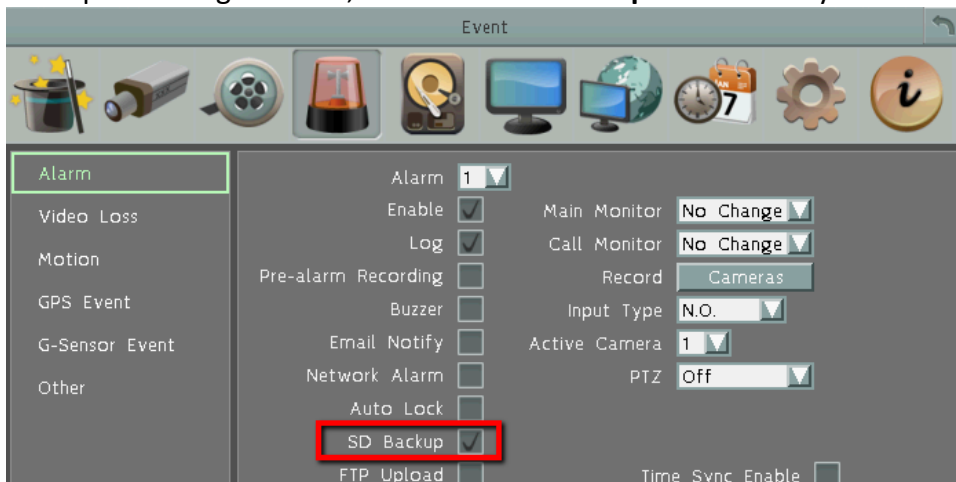 Event
7
i
Alarm
Video Loss
Motion
GPS Event
G-Sensor Event
Other
Alarm 1
Enable
Log
Pre-alarm Recording
Buzzer
Email Notify
Network Alarm
Auto Lock
SD Backup
FTP Upload
Main Monitor No Change
Call Monitor No Change
Record Cameras
Input Type N.O.
Active Camera 1
PTZ Off
Time Sync Enable